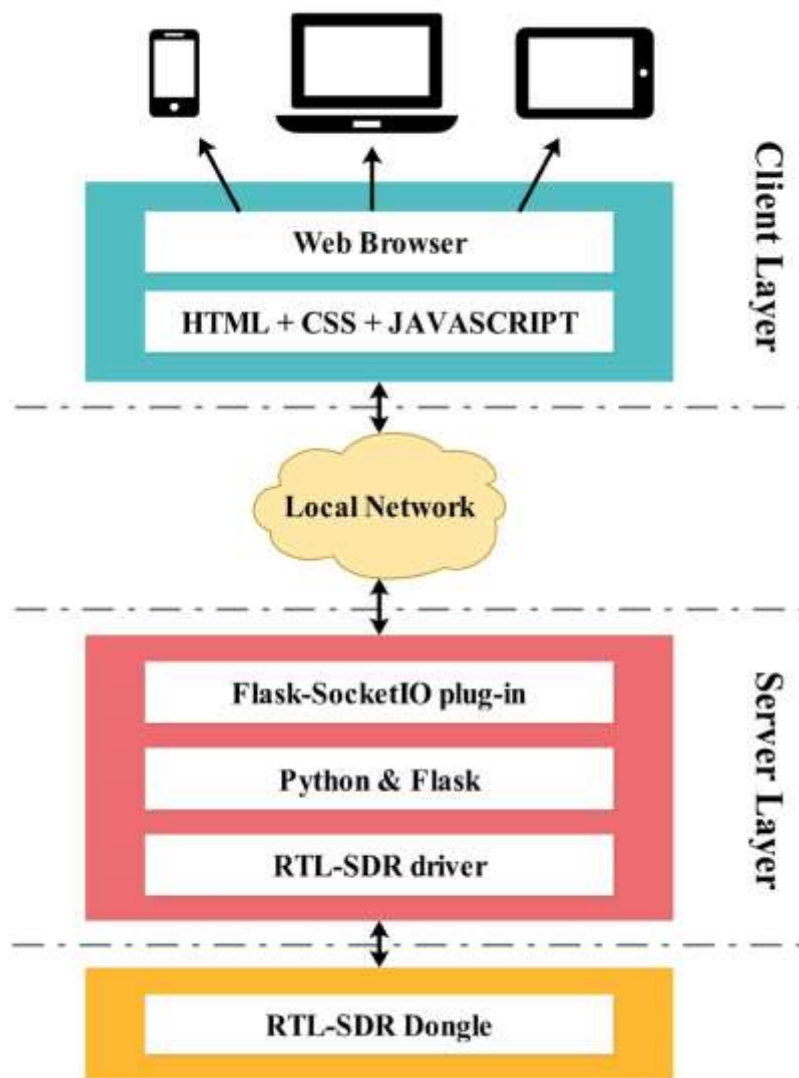 Client Layer
Web Browser
HTML + CSS + JAVASCRIPT
Local Network
Server Layer
Flask-SocketIO plug-in
Python & Flask
RTL-SDR driver
RTL-SDR Dongle